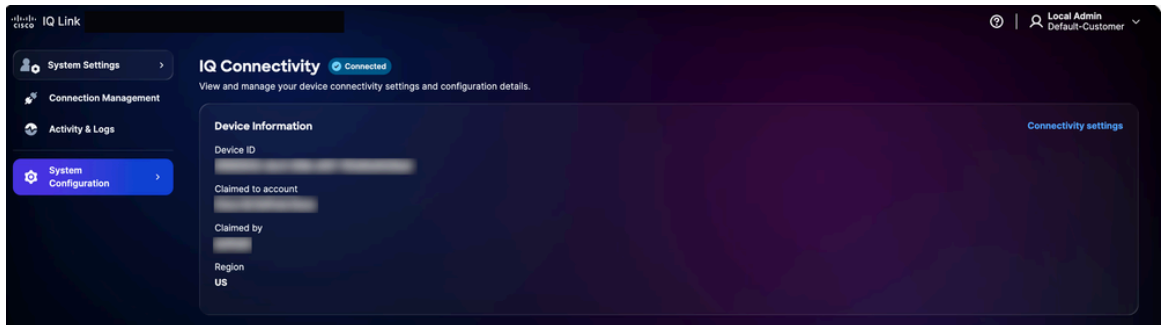 cisco IQ Link
Local Admin
Default-Customer
System Settings
Connection Management
Activity & Logs
System
Configuration
IQ Connectivity Connected
View and manage your device connectivity settings and configuration details.
Device Information Connectivity settings
Device ID
Claimed to account
Claimed by
Region
US